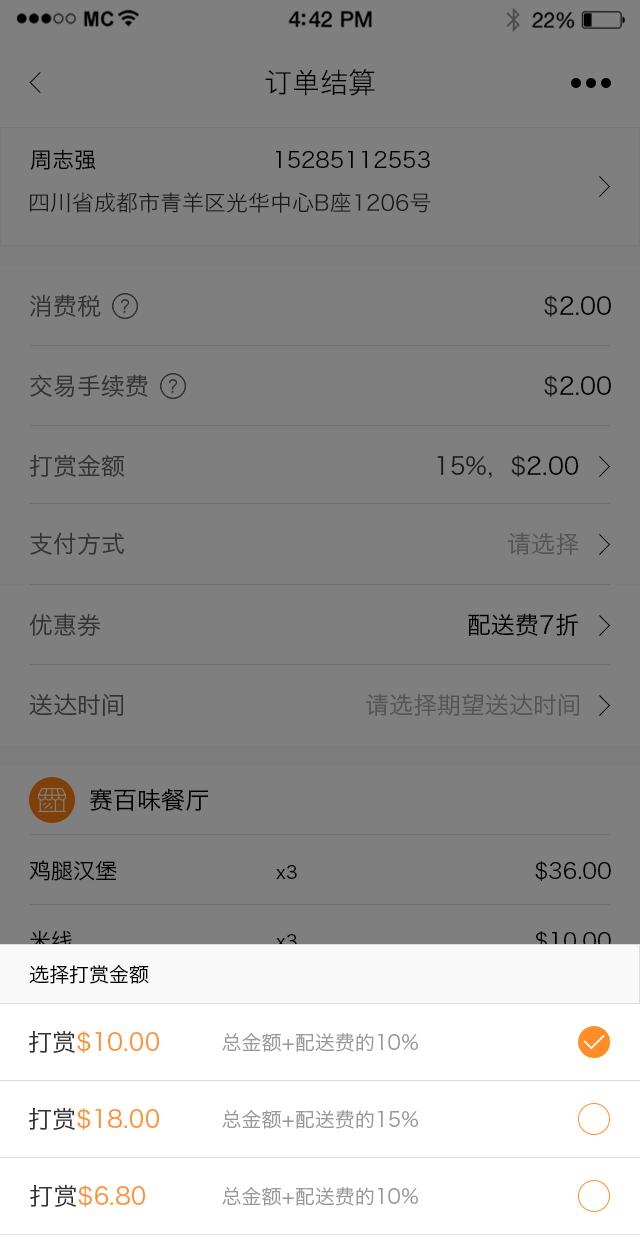 MC 4:42 PM 22%
订单结算
周志强 15285112553
四川省成都市青羊区光华中心B座1206号
消费税 ? $2.00
交易手续费 ? $2.00
打赏金额 15%, $2.00
支付方式 请选择
优惠券 配送费7折
送达时间 请选择期望送达时间
赛百味餐厅
鸡腿汉堡 x3 $36.00
米线 x3 $10.00
选择打赏金额
打赏$10.00 总金额+配送费的10%
打赏$18.00 总金额+配送费的15%
打赏$6.80 总金额+配送费的10%